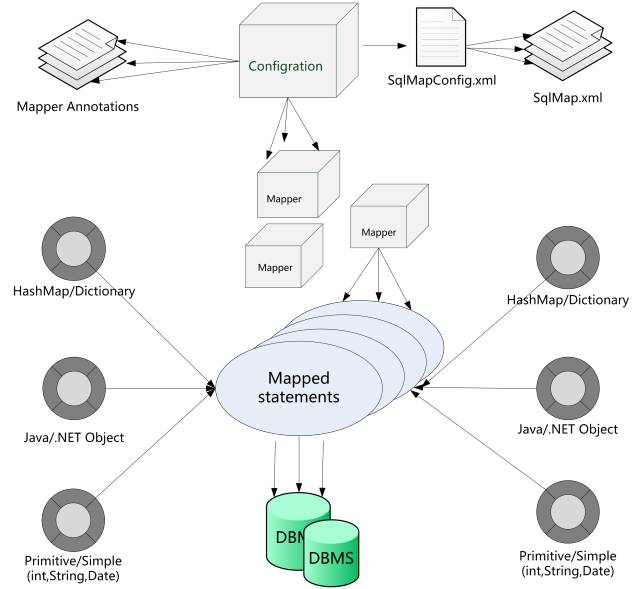 Configration
SqlMapConfig.xml
Mapper Annotations
SqlMap.xml
Mapper
Mapper
Mapper
HashMap/Dictionary
HashMap/Dictionary
Mapped
statements
Java/.NET Object
Java/.NET Object
DBMS
Primitive/Simple
(int,String,Date)
Primitive/Simple
(int,String,Date)